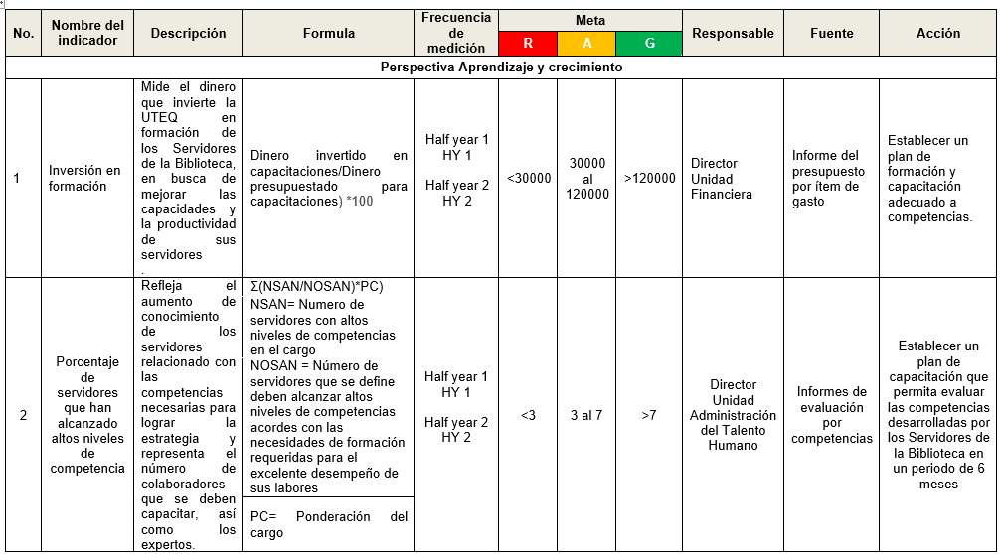 No.
Nombre del
indicador
Descripción
Formula
Frecuencia
de
medición
Meta
R
A
G
Responsable
Fuente
Acción
Perspectiva Aprendizaje y crecimiento
1
Inversión en
formación
Mide el dinero
que invierte la
UTEQ en
formación de
los Servidores
de la Biblioteca,
en busca de
mejorar las
capacidades y
la productividad
de sus
servidores
.
Dinero invertido en
capacitaciones/Dinero
presupuestado para
capacitaciones) *100
Half year 1
HY 1
Half year 2
HY 2
<30000
30000
al
120000
>120000
Director
Unidad
Financiera
Informe del
presupuesto
por ítem de
gasto
Establecer un
plan de
formación y
capacitación
adecuado a
competencias.
2
Porcentaje
de
servidores
que han
alcanzado
altos niveles
de
competencia
Refleja el
aumento de
conocimiento
de los
servidores
relacionado con
las
competencias
necesarias para
lograr la
estrategia y
representa el
número de
colaboradores
que se deben
capacitar, así
como los
expertos.
Σ(NSAN/NOSAN)*PC)
NSAN= Numero de
servidores con altos
niveles de competencias
en el cargo
NOSAN = Número de
servidores que se define
deben alcanzar altos
niveles de competencias
acordes con las
necesidades de formación
requeridas para el
excelente desempeño de
sus labores
PC= Ponderación del
cargo
Half year 1
HY 1
Half year 2
HY 2
<3
3 al 7
>7
Director
Unidad
Administración
del Talento
Humano
Informes de
evaluación
por
competencias
Establecer un
plan de
capacitación que
permita evaluar
las competencias
desarrolladas por
los Servidores de
la Biblioteca en
un periodo de 6
meses